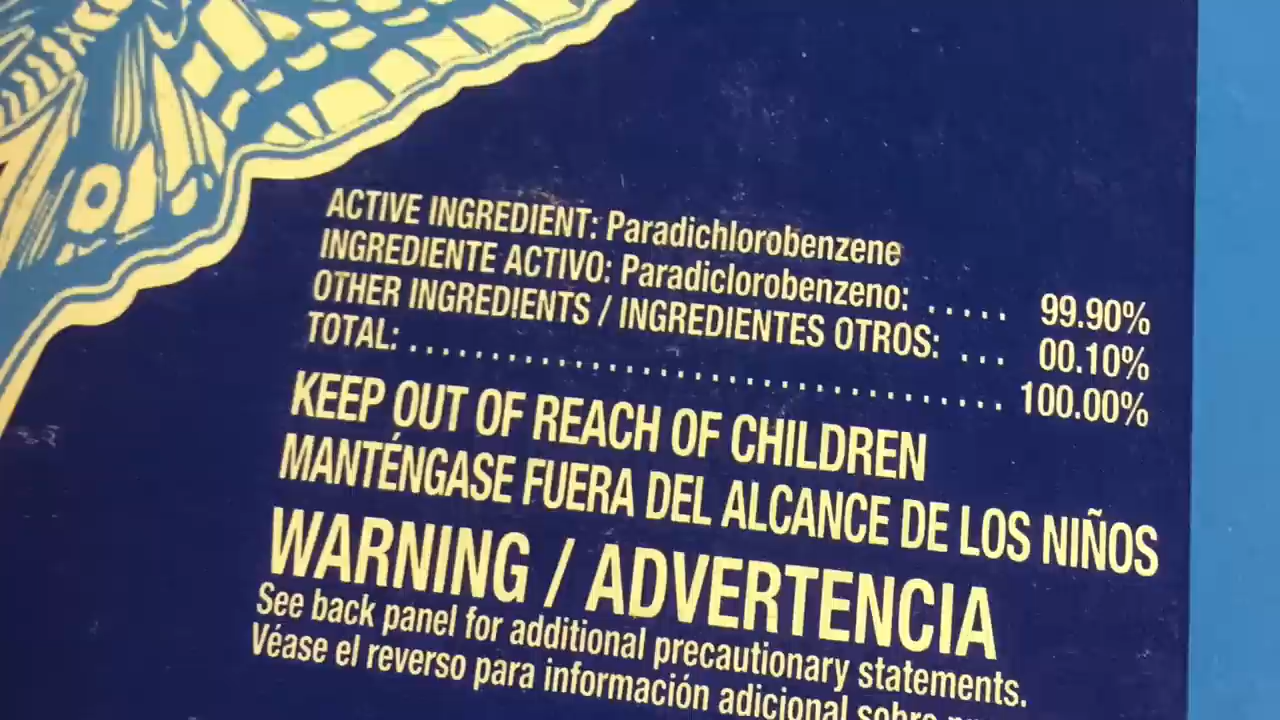 ACTIVE INGREDIENT: Paradichlorobenzene
INGREDIENTE ACTIVO: Paradiclorobenzeno: ..... 99.90%
OTHER INGREDIENTS / INGREDIENTES OTROS: ... 00.10%
TOTAL: ..................................... 100.00%
KEEP OUT OF REACH OF CHILDREN
MANTÉNGASE FUERA DEL ALCANCE DE LOS NIÑOS
WARNING / ADVERTENCIA
See back panel for additional precautionary statements.
Véase el reverso para información adicional sobre